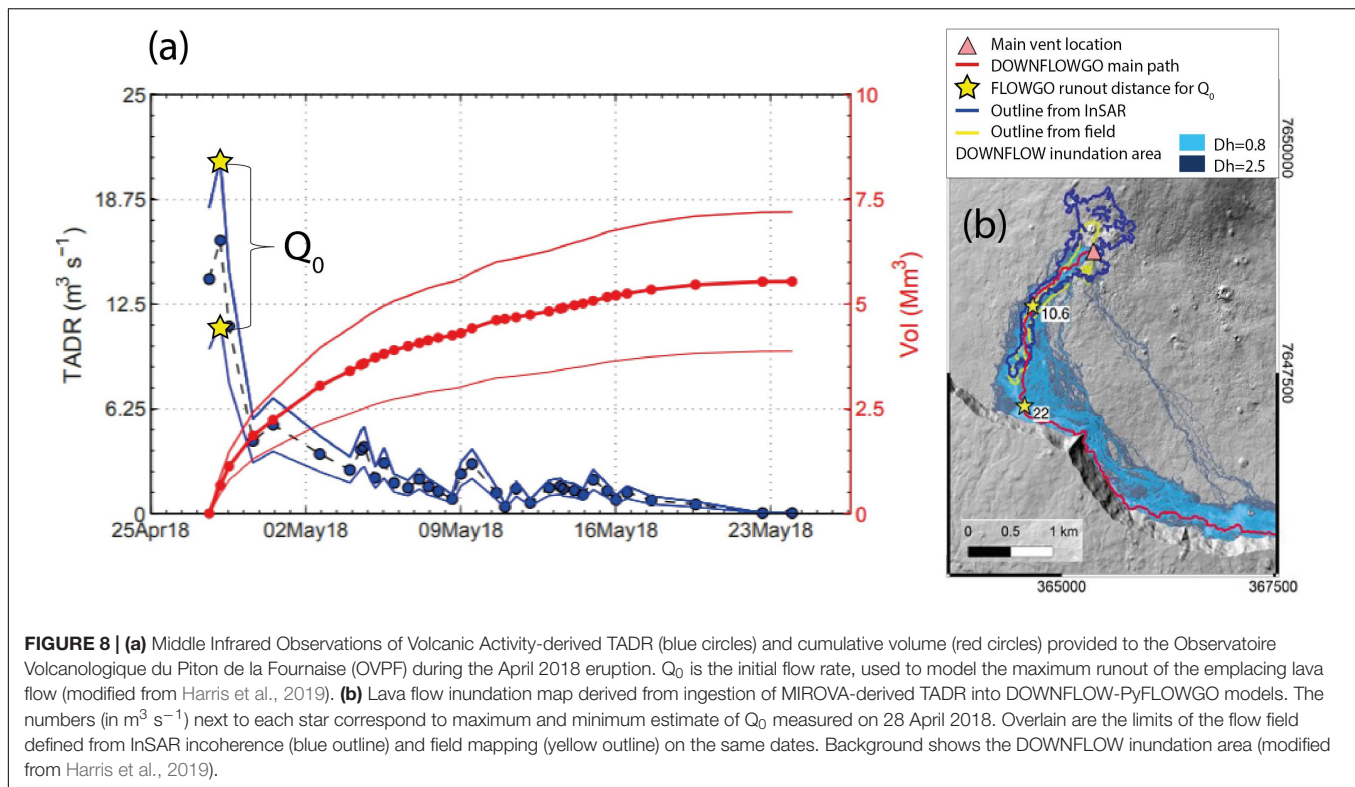 (a)
25
18.75
12.5
6.25
0
TADR (m³ s⁻¹)
Q₀
10
7.5
5
2.5
0
Vol (Mm³)
25Apr18 02May18 09May18 16May18 23May18
Main vent location
DOWNFLOWGO main path
FLOWGO runout distance for Q₀
Outline from InSAR
Outline from field
DOWNFLOW inundation area
Dh=0.8
Dh=2.5
(b)
10.6
22
7650000
7647500
0 0.5 1 km
365000 367500
FIGURE 8 | (a) Middle Infrared Observations of Volcanic Activity-derived TADR (blue circles) and cumulative volume (red circles) provided to the Observatoire
Volcanologique du Piton de la Fournaise (OVPF) during the April 2018 eruption. Q₀ is the initial flow rate, used to model the maximum runout of the emplacing lava
flow (modified from Harris et al., 2019). (b) Lava flow inundation map derived from ingestion of MIROVA-derived TADR into DOWNFLOW-PyFLOWGO models. The
numbers (in m³ s⁻¹) next to each star correspond to maximum and minimum estimate of Q₀ measured on 28 April 2018. Overlain are the limits of the flow field
defined from InSAR incoherence (blue outline) and field mapping (yellow outline) on the same dates. Background shows the DOWNFLOW inundation area (modified
from Harris et al., 2019).